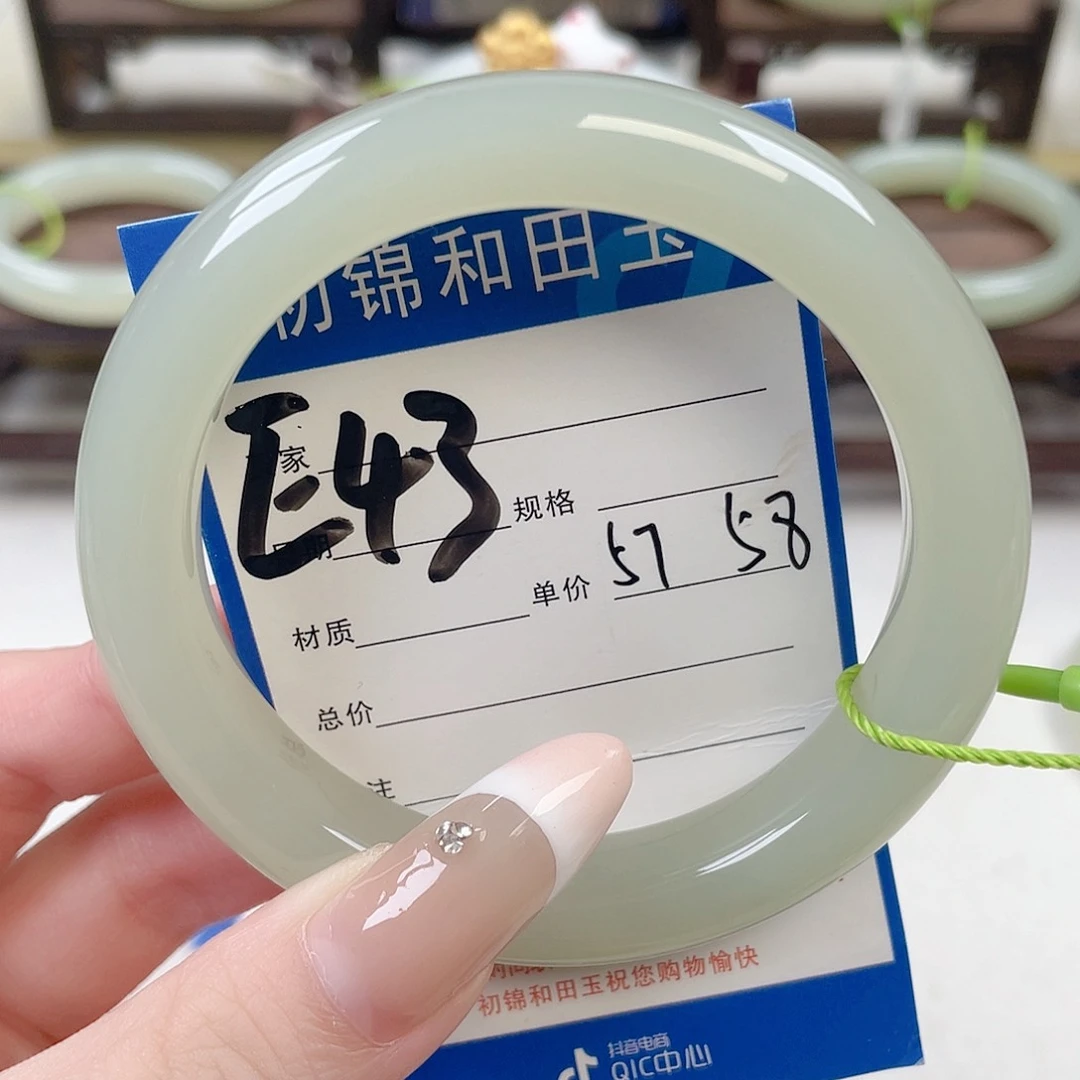 初锦和田玉
E43
家
规格
日期
57 58
单价
材质
总价
注
初锦和田玉祝您购物愉快
抖音电商
QIC中心